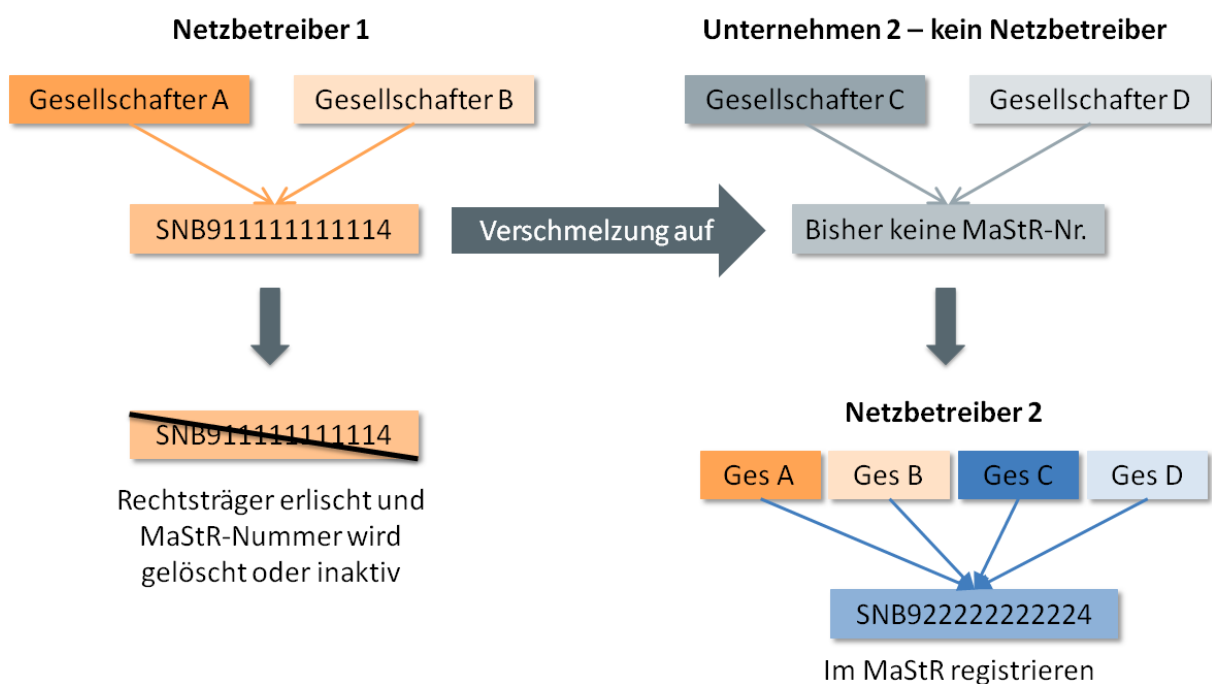 Netzbetreiber 1
Unternehmen 2 – kein Netzbetreiber
Gesellschafter A
Gesellschafter B
Gesellschafter C
Gesellschafter D
SNB911111111114
Verschmelzung auf
Bisher keine MaStR-Nr.
SNB911111111114
Rechtsträger erlischt und
MaStR-Nummer wird
gelöscht oder inaktiv
Netzbetreiber 2
Ges A
Ges B
Ges C
Ges D
SNB922222222224
Im MaStR registrieren